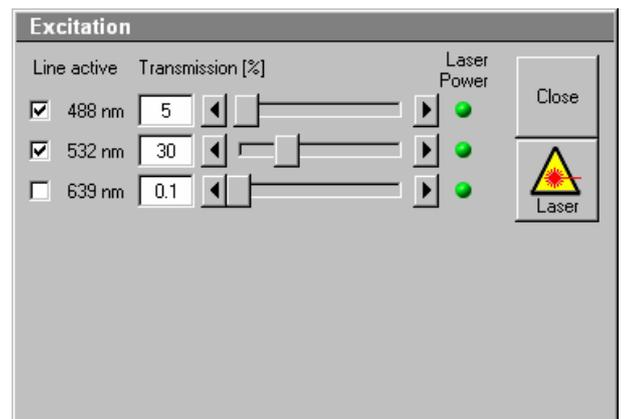 Excitation
Line active Transmission [%] Laser Power
488 nm 5
532 nm 30
639 nm 0.1
Close
Laser